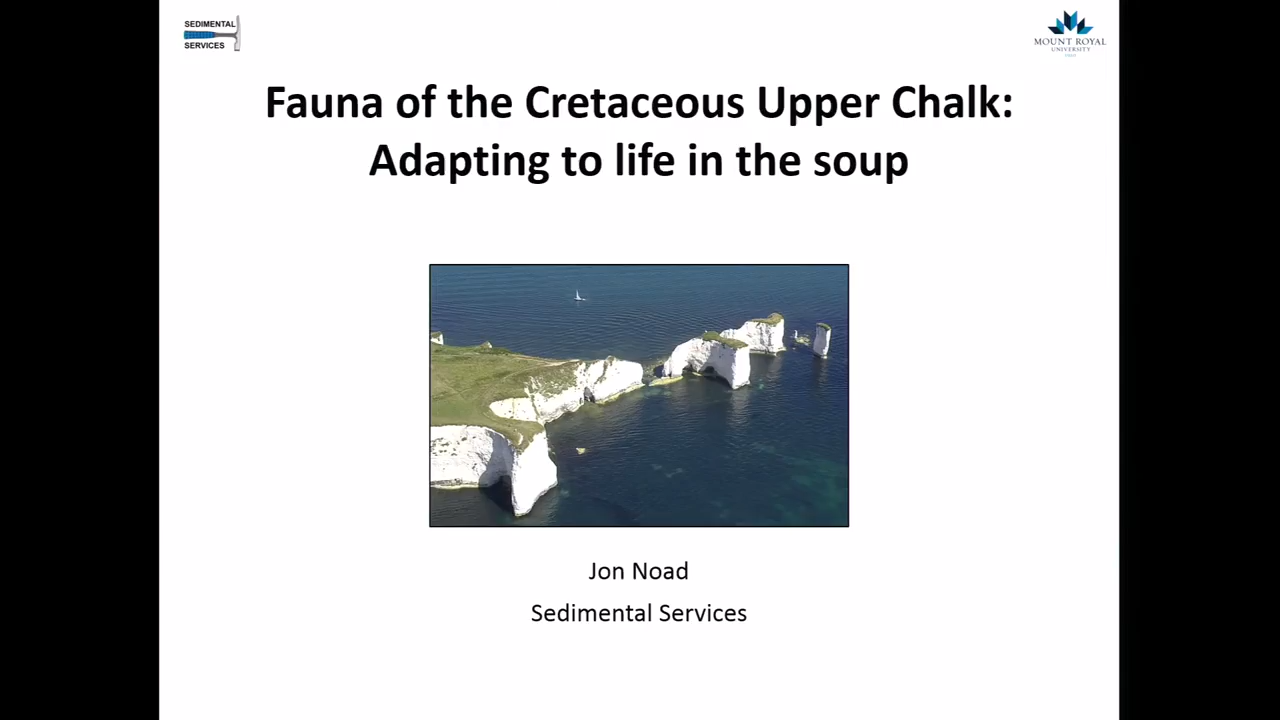 SEDIMENTAL
SERVICES
MOUNT ROYAL
UNIVERSITY
Fauna of the Cretaceous Upper Chalk:
Adapting to life in the soup
Jon Noad
Sedimental Services